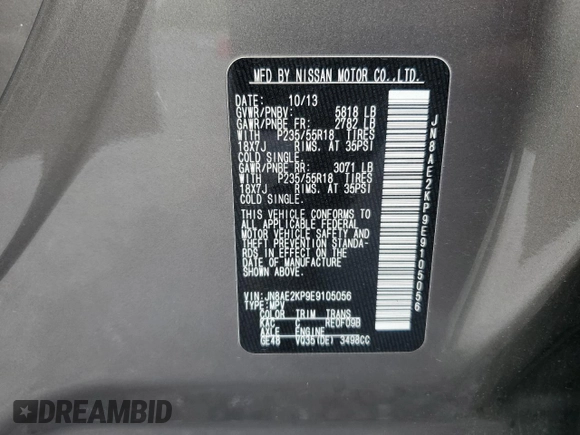 MFD BY NISSAN MOTOR CO.,LTD.
DATE: 10/13
GVWR/PNBV: 5818 LB
GAWR/PNBE FR: 2782 LB
WITH P235/55R18 TIRES
18X7J RIMS. AT 35PSI
COLD SINGLE.
GAWR/PNBE RR: 3071 LB
WITH P235/55R18 TIRES
18X7J RIMS. AT 35PSI
COLD SINGLE.
THIS VEHICLE CONFORMS TO
ALL APPLICABLE FEDERAL
MOTOR VEHICLE SAFETY AND
THEFT PREVENTION STANDA-
RDS IN EFFECT ON THE
DATE OF MANUFACTURE
SHOWN ABOVE.
VIN: JN8AE2KP9E9105056
TYPE: MPV
COLOR TRIM TRANS
KAC C RE0F09B
AXLE ENGINE
GE48 VQ35(DE) 3498CC
JN8AE2KP9E9105056
DREAMBID